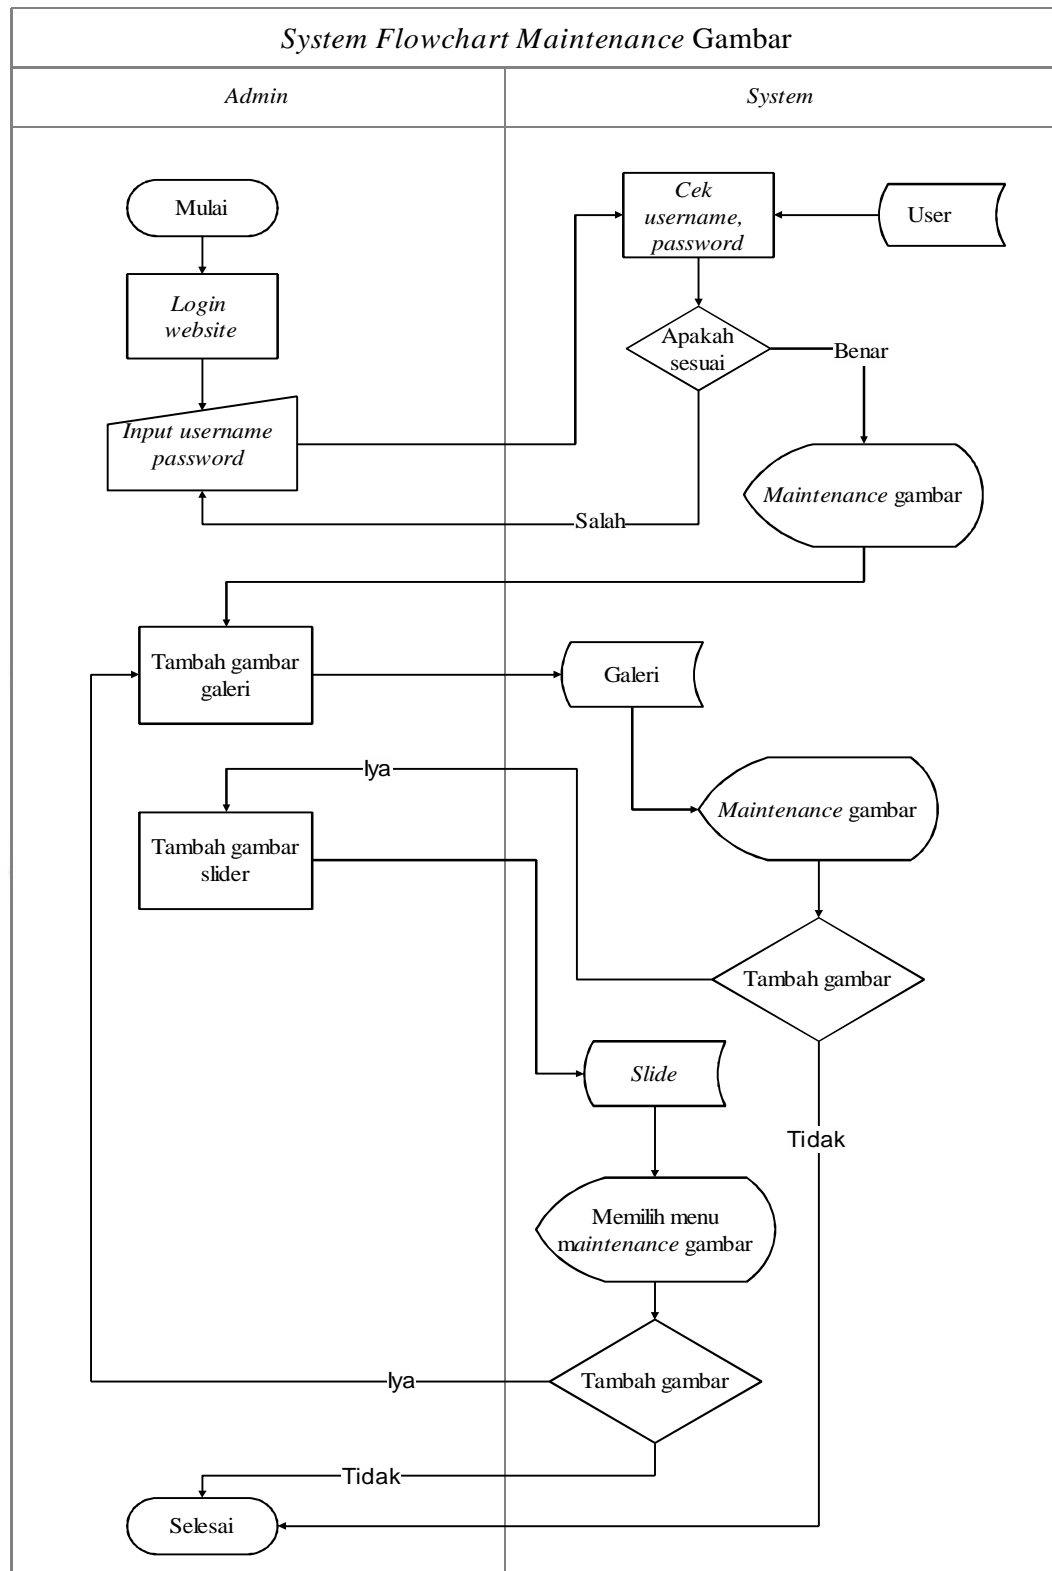 System Flowchart Maintenance Gambar
Admin
System
Mulai
Cek
username,
password
User
Login
website
Apakah
sesuai
Benar
Input username
password
Maintenance gambar
Salah
Tambah gambar
galeri
Galeri
Iya
Maintenance gambar
Tambah gambar
slider
Tambah gambar
Slide
Tidak
Memilih menu
maintenance gambar
Iya
Tambah gambar
Tidak
Selesai